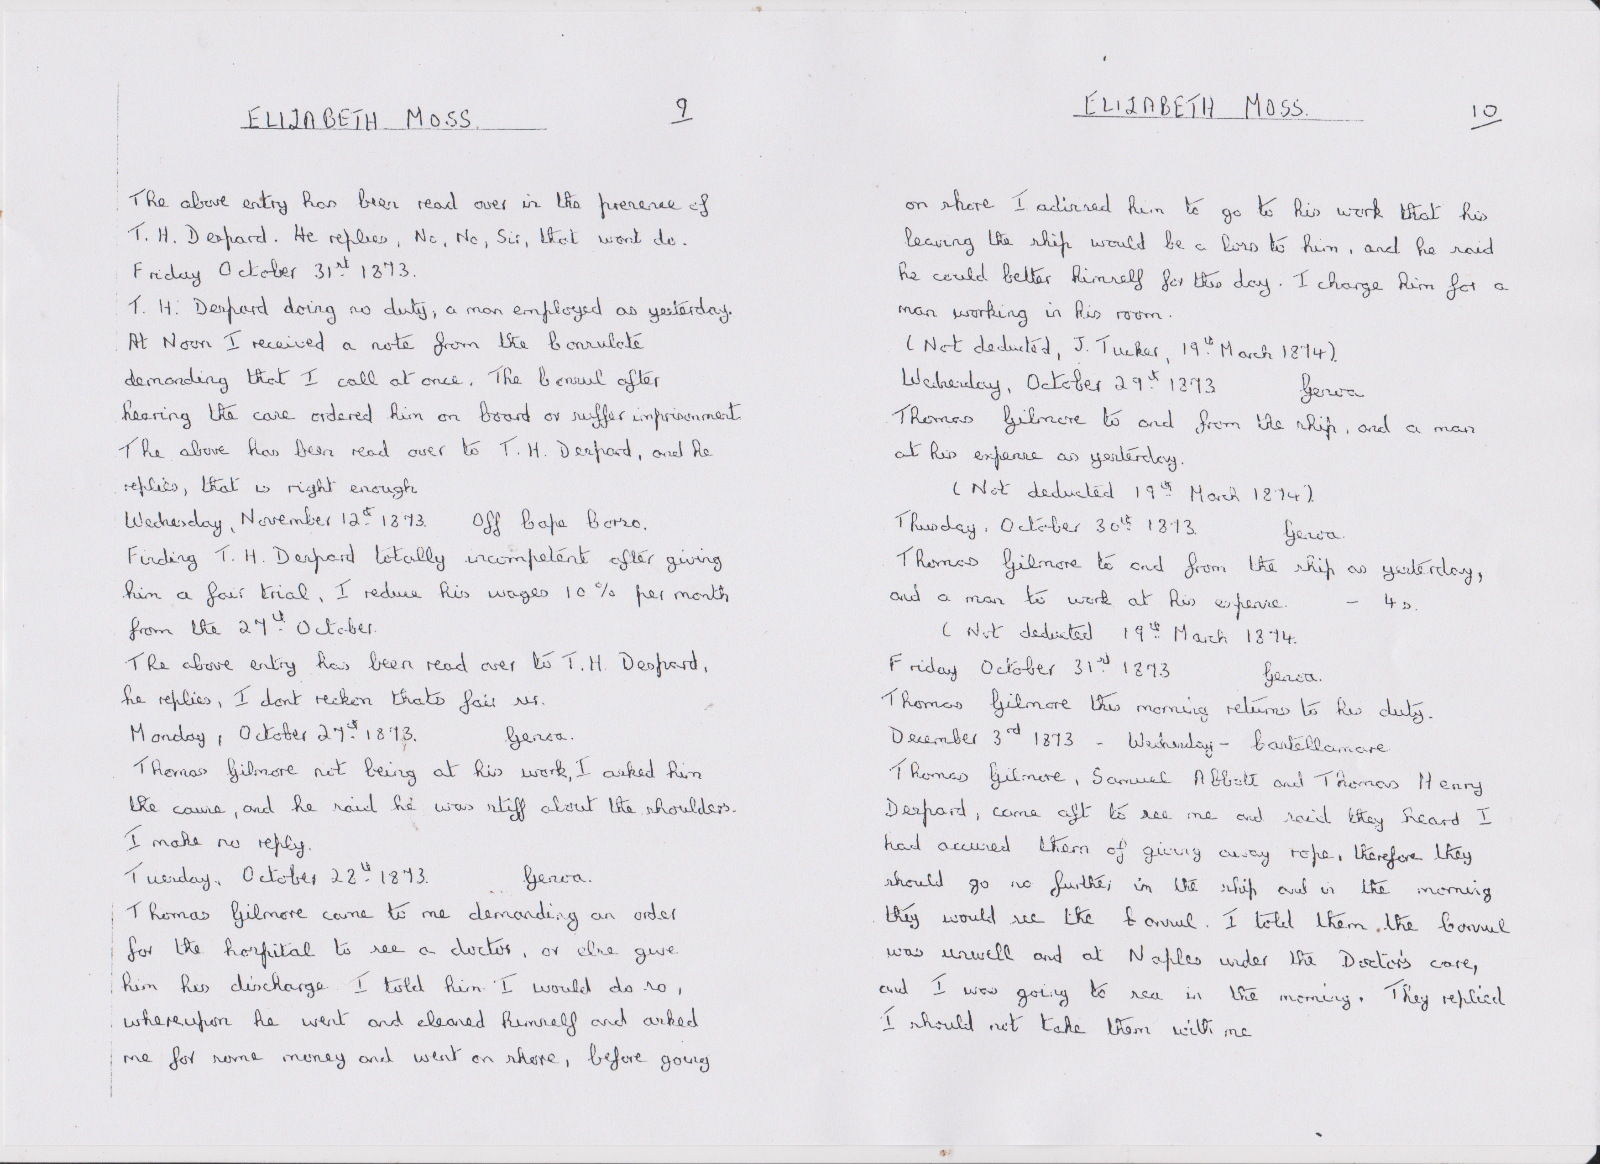 ELIZABETH MOSS. 9
The above entry has been read over in the presence of
T. H. Despard. He replies, No, No, Sir, that wont do.
Friday October 31st 1873.
T. H. Despard doing no duty, a man employed as yesterday.
At Noon I received a note from the Consulate
demanding that I call at once. The Consul after
hearing the case ordered him on board or suffer imprisonment.
The above has been read over to T. H. Despard, and he
replies, that is right enough
Wednesday, November 12th 1873. Off Cape Corso.
Finding T. H. Despard totally incompetent after giving
him a fair trial, I reduce his wages 10% per month
from the 27th October.
The above entry has been read over to T. H. Despard,
he replies, I dont reckon thats fair sir.
Monday, October 27th 1873. Genoa.
Thomas Gilmore not being at his work, I asked him
the cause, and he said he was stiff about the shoulders.
I make no reply.
Tuesday, October 28th 1873. Genoa.
Thomas Gilmore came to me demanding an order
for the hospital to see a doctor, or else give
him his discharge I told him I would do so,
whereupon he went and cleaned himself and asked
me for some money and went on shore, before going
ELIZABETH MOSS. 10
on shore I advised him to go to his work that his
leaving the ship would be a loss to him, and he said
he could better himself for the day. I charge him for a
man working in his room.
(Not deducted, J. Tucker, 19th March 1874).
Wednesday, October 29th 1873 Genoa
Thomas Gilmore to and from the ship, and a man
at his expense as yesterday.
(Not deducted 19th March 1874).
Thursday, October 30th 1873 Genoa.
Thomas Gilmore to and from the ship as yesterday,
and a man to work at his expense. - 4s.
(Not deducted 19th March 1874.
Friday October 31st 1873 Genoa.
Thomas Gilmore this morning returns to his duty.
December 3rd 1873 - Wednesday - Castellamare
Thomas Gilmore, Samuel Abbott and Thomas Henry
Despard, came aft to see me and said they heard I
had accused them of giving away rope, therefore they
should go no further in the ship and in the morning
they would see the Consul. I told them the Consul
was unwell and at Naples under the Doctors care,
and I was going to sea in the morning. They replied
I should not take them with me